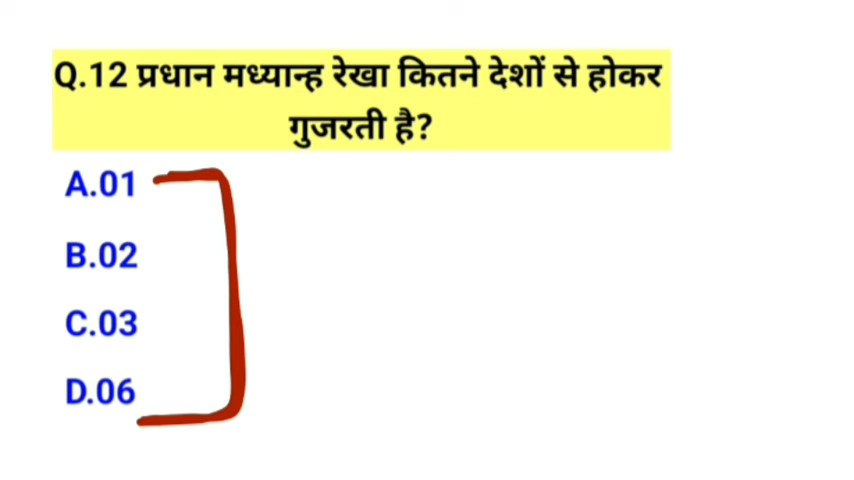 Q.12 प्रधान मध्यान्ह रेखा कितने देशों से होकर
गुजरती है?
A.01
B.02
C.03
D.06